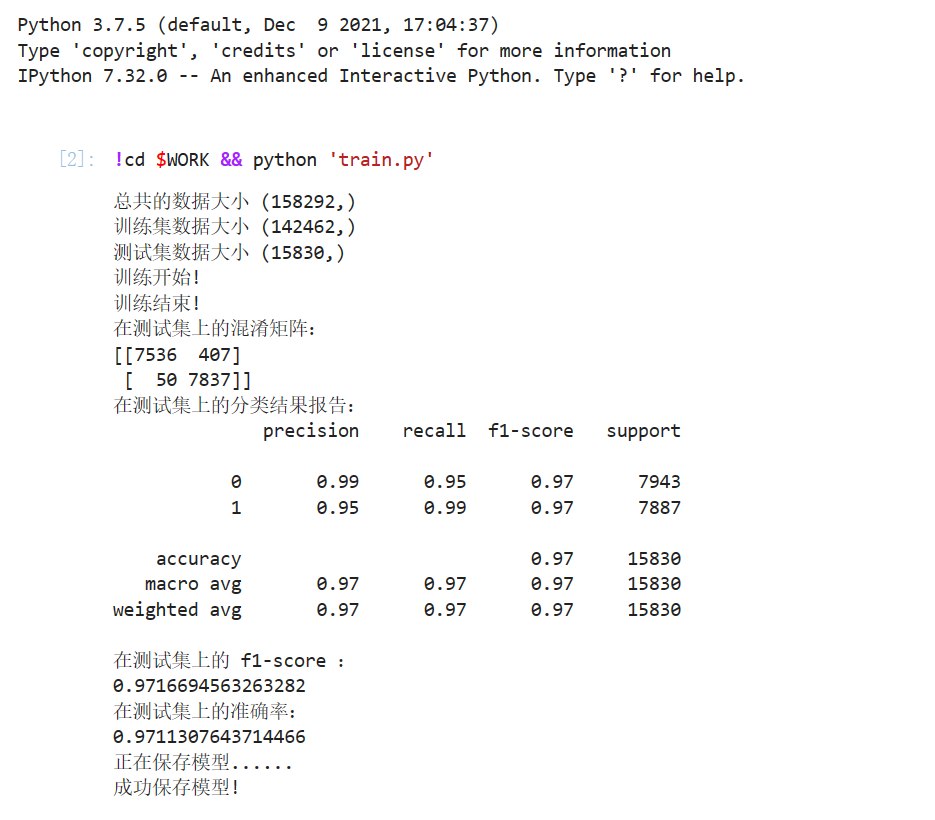 Python 3.7.5 (default, Dec  9 2021, 17:04:37)
Type 'copyright', 'credits' or 'license' for more information
IPython 7.32.0 -- An enhanced Interactive Python. Type '?' for help.
[2]: !cd $WORK && python 'train.py'
总共的数据大小 (158292,)
训练集数据大小 (142462,)
测试集数据大小 (15830,)
训练开始!
训练结束!
在测试集上的混淆矩阵:
[[7536  407]
 [  50 7837]]
在测试集上的分类结果报告:
              precision    recall  f1-score   support
           0       0.99      0.95      0.97      7943
           1       0.95      0.99      0.97      7887
    accuracy                           0.97     15830
   macro avg       0.97      0.97      0.97     15830
weighted avg       0.97      0.97      0.97     15830
在测试集上的 f1-score :
0.9716694563263282
在测试集上的准确率:
0.9711307643714466
正在保存模型......
成功保存模型!